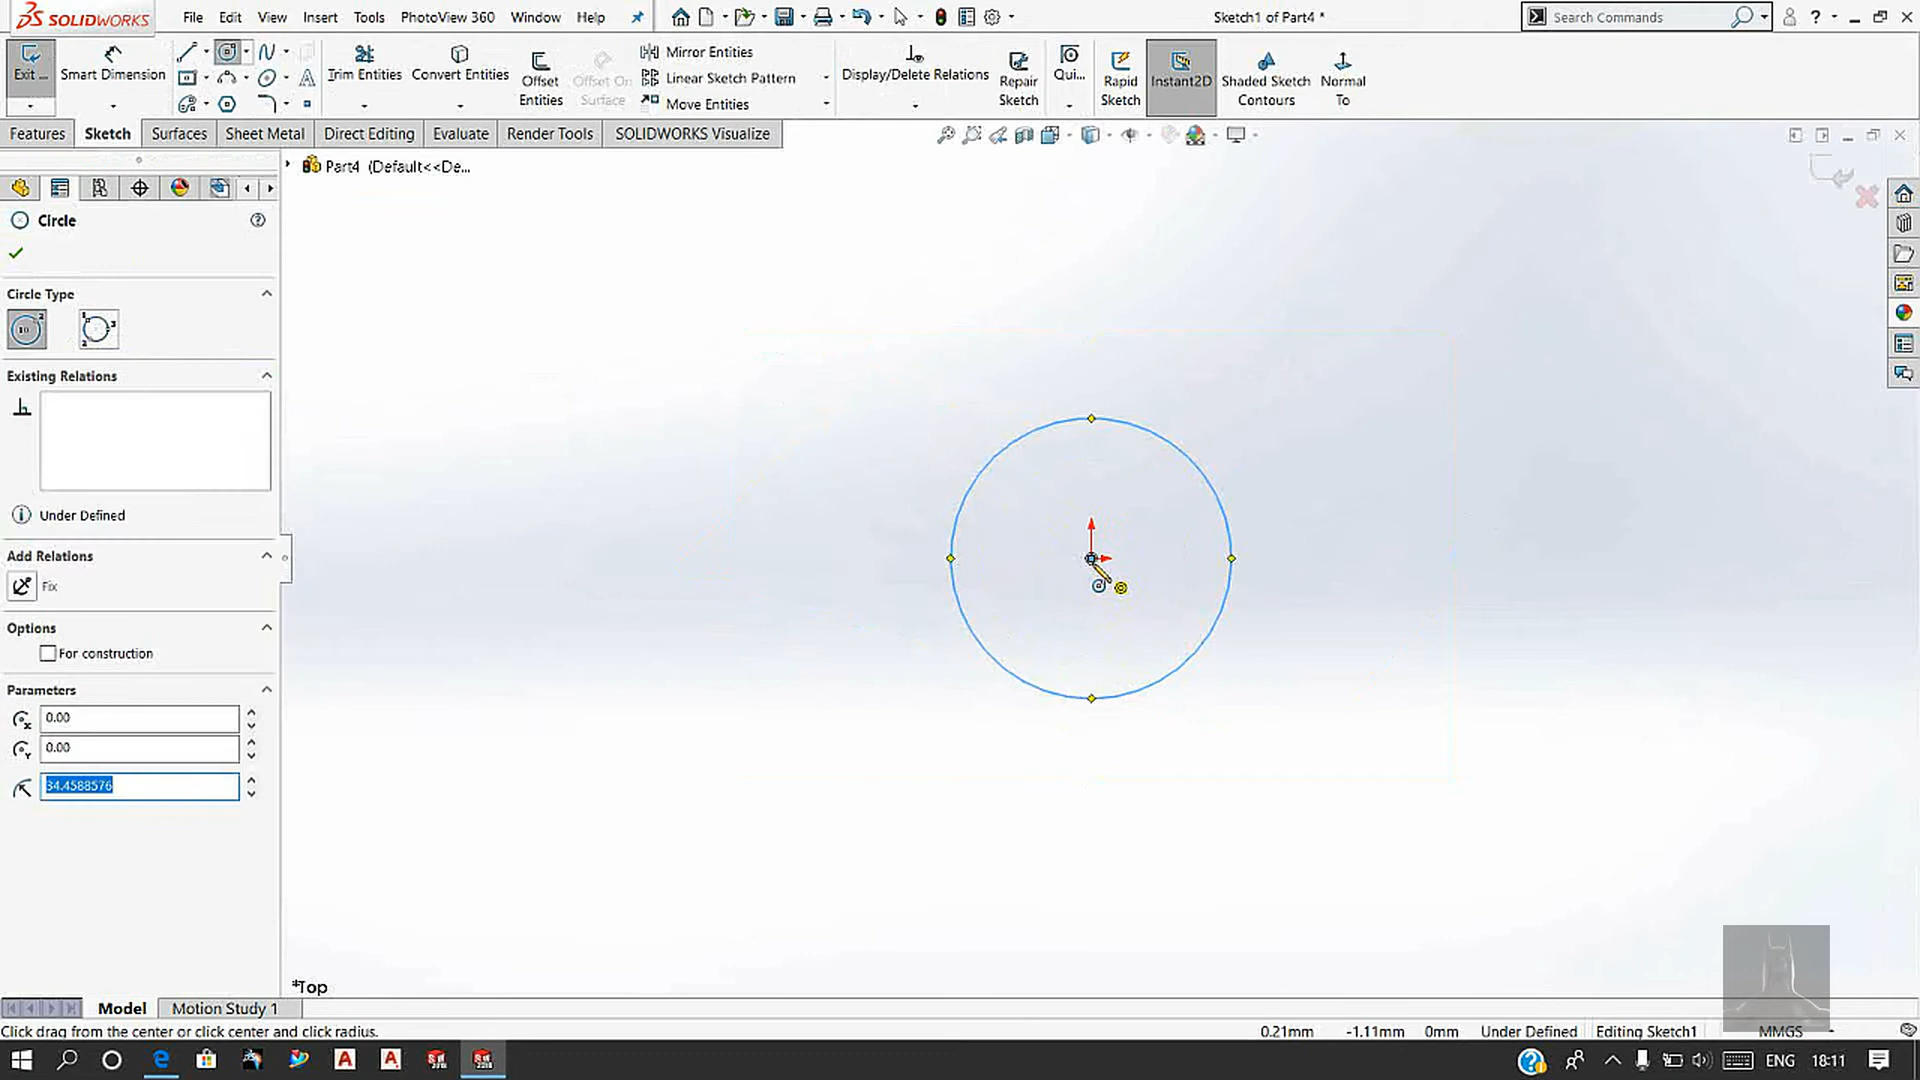 SOLIDWORKS
File Edit View Insert Tools PhotoView 360 Window Help
Sketch1 of Part4 *
Search Commands
Exit ...
Smart Dimension
Trim Entities
Convert Entities
Offset Entities
Offset On Surface
Mirror Entities
Linear Sketch Pattern
Move Entities
Display/Delete Relations
Repair Sketch
Qui...
Rapid Sketch
Instant2D
Shaded Sketch Contours
Normal To
Features Sketch Surfaces Sheet Metal Direct Editing Evaluate Render Tools SOLIDWORKS Visualize
Part4 (Default<<De...
Circle
Circle Type
Existing Relations
Under Defined
Add Relations
Fix
Options
For construction
Parameters
0.00
0.00
34.4588576
*Top
Model Motion Study 1
Click drag from the center or click center and click radius.
0.21mm -1.11mm 0mm Under Defined Editing Sketch1 MMGS
ENG 18:11